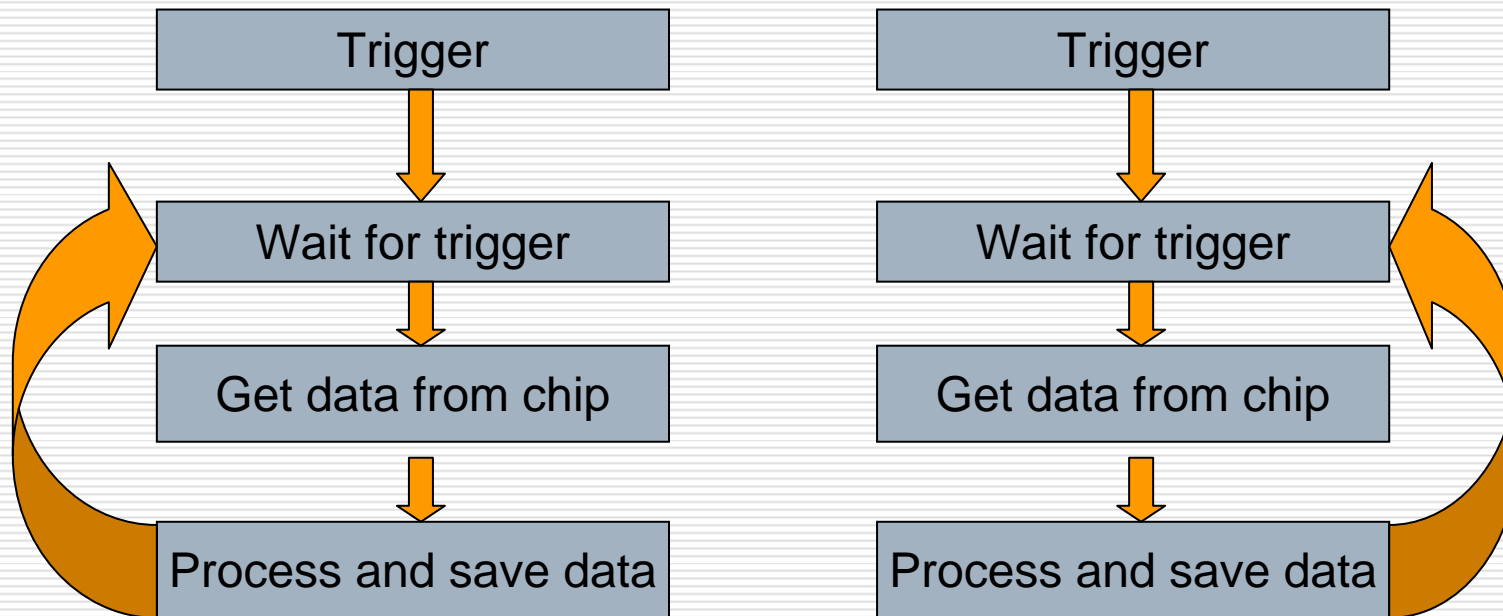 Trigger
Wait for trigger
Get data from chip
Process and save data
Trigger
Wait for trigger
Get data from chip
Process and save data